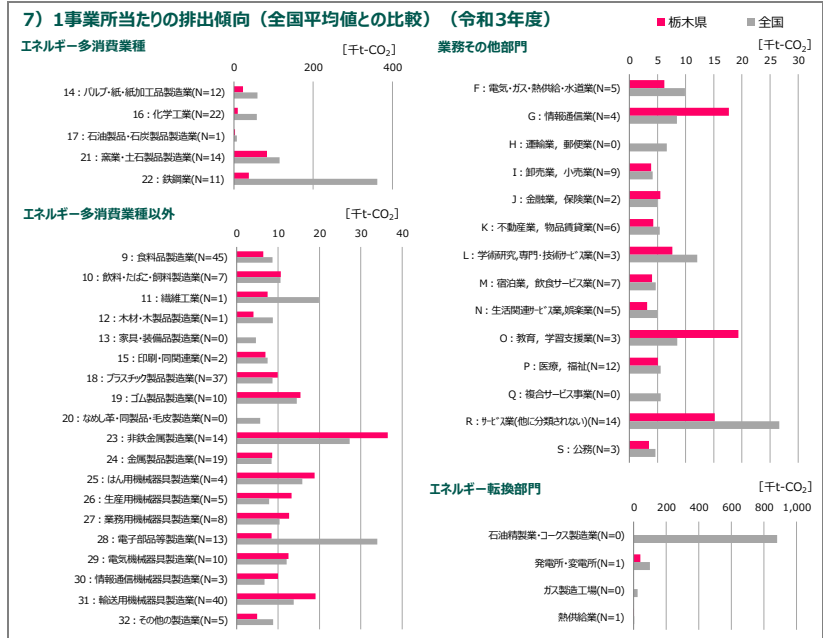 7）1事業所当たりの排出傾向（全国平均値との比較）（令和3年度）
エネルギー多消費業種
［千t-CO₂］
0 200 400
14：パルプ・紙・紙加工品製造業(N=12)
16：化学工業(N=22)
17：石油製品・石炭製品製造業(N=1)
21：窯業・土石製品製造業(N=14)
22：鉄鋼業(N=11)
エネルギー多消費業種以外
［千t-CO₂］
0 10 20 30 40
9：食料品製造業(N=45)
10：飲料・たばこ・飼料製造業(N=7)
11：繊維工業(N=1)
12：木材・木製品製造業(N=1)
13：家具・装備品製造業(N=0)
15：印刷・同関連業(N=2)
18：プラスチック製品製造業(N=37)
19：ゴム製品製造業(N=10)
20：なめし革・同製品・毛皮製造業(N=0)
23：非鉄金属製造業(N=14)
24：金属製品製造業(N=19)
25：はん用機械器具製造業(N=4)
26：生産用機械器具製造業(N=5)
27：業務用機械器具製造業(N=8)
28：電子部品等製造業(N=13)
29：電気機械器具製造業(N=10)
30：情報通信機械器具製造業(N=3)
31：輸送用機械器具製造業(N=40)
32：その他の製造業(N=5)
栃木県 全国
業務その他部門
［千t-CO₂］
0 5 10 15 20 25 30
F：電気・ガス・熱供給・水道業(N=5)
G：情報通信業(N=4)
H：運輸業，郵便業(N=0)
I：卸売業，小売業(N=9)
J：金融業，保険業(N=2)
K：不動産業，物品賃貸業(N=6)
L：学術研究,専門・技術サービス業(N=3)
M：宿泊業，飲食サービス業(N=7)
N：生活関連サービス業,娯楽業(N=5)
O：教育，学習支援業(N=3)
P：医療，福祉(N=12)
Q：複合サービス事業(N=0)
R：サービス業(他に分類されない)(N=14)
S：公務(N=3)
エネルギー転換部門
［千t-CO₂］
0 200 400 600 800 1,000
石油精製業・コークス製造業(N=0)
発電所・変電所(N=1)
ガス製造工場(N=0)
熱供給業(N=1)